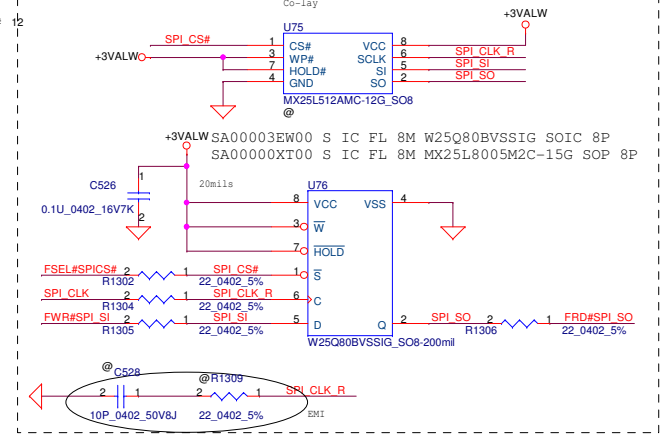 Co-lay
12
+3VALW
U75
SPI_CS# 1 CS# VCC 8
+3VALW 3 WP# SCLK 6 SPI_CLK_R
7 HOLD# SI 5 SPI_SI
4 GND SO 2 SPI_SO
MX25L512AMC-12G_SO8
@
+3VALW SA00003EW00 S IC FL 8M W25Q80BVSSIG SOIC 8P
SA00000XT00 S IC FL 8M MX25L8005M2C-15G SOP 8P
1
C526 20mils U76
0.1U_0402_16V7K 8 VCC VSS 4
2
3 W
7 HOLD
FSEL#SPICS# 2 1 SPI_CS# 1 S
R1302 22_0402_5%
SPI_CLK 2 1 SPI_CLK_R 6 C
R1304 22_0402_5%
FWR#SPI_SI 2 1 SPI_SI 5 D Q 2 SPI_SO 2 1 FRD#SPI_SO
R1305 22_0402_5% R1306 22_0402_5%
W25Q80BVSSIG_SO8-200mil
@C528 @R1309
2 1 2 1 SPI_CLK_R
10P_0402_50V8J 22_0402_5% EMI